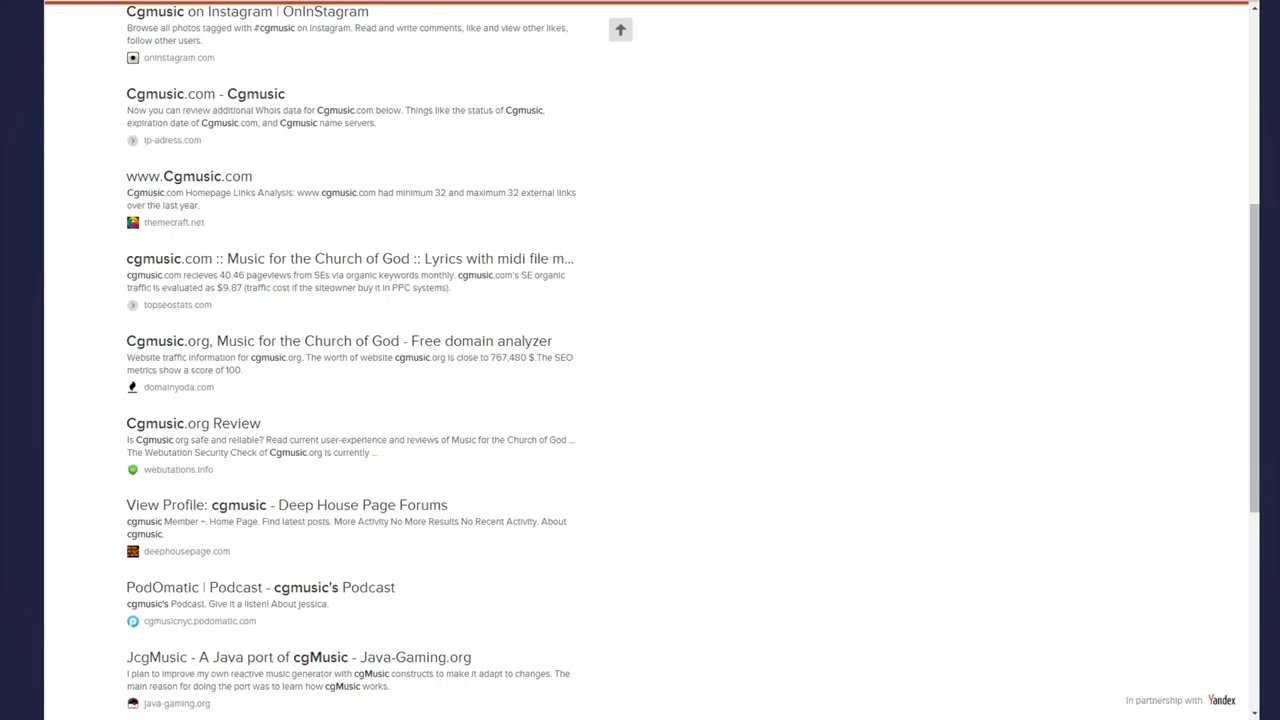 Cgmusic on Instagram | OnInStagram
Browse all photos tagged with #cgmusic on Instagram. Read and write comments, like and view other likes,
follow other users.
oninstagram.com
Cgmusic.com - Cgmusic
Now you can review additional Whois data for Cgmusic.com below. Things like the status of Cgmusic,
expiration date of Cgmusic.com, and Cgmusic name servers.
ip-adress.com
www.Cgmusic.com
Cgmusic.com Homepage Links Analysis: www.cgmusic.com had minimum 32 and maximum 32 external links
over the last year.
themecraft.net
cgmusic.com :: Music for the Church of God :: Lyrics with midi file m...
cgmusic.com recieves 40.46 pageviews from SEs via organic keywords monthly. cgmusic.com's SE organic
traffic is evaluated as $9.87 (traffic cost if the siteowner buy it in PPC systems).
topseostats.com
Cgmusic.org, Music for the Church of God - Free domain analyzer
Website traffic information for cgmusic.org. The worth of website cgmusic.org is close to 767,480 $.The SEO
metrics show a score of 100.
domainyoda.com
Cgmusic.org Review
Is Cgmusic.org safe and reliable? Read current user-experience and reviews of Music for the Church of God ...
The Webutation Security Check of Cgmusic.org is currently ...
webutations.info
View Profile: cgmusic - Deep House Page Forums
cgmusic Member -. Home Page. Find latest posts. More Activity No More Results No Recent Activity. About
cgmusic.
deephousepage.com
PodOmatic | Podcast - cgmusic's Podcast
cgmusic's Podcast. Give it a listen! About jessica.
cgmusicnyc.podomatic.com
JcgMusic - A Java port of cgMusic - Java-Gaming.org
I plan to improve my own reactive music generator with cgMusic constructs to make it adapt to changes. The
main reason for doing the port was to learn how cgMusic works.
java-gaming.org
In partnership with Yandex